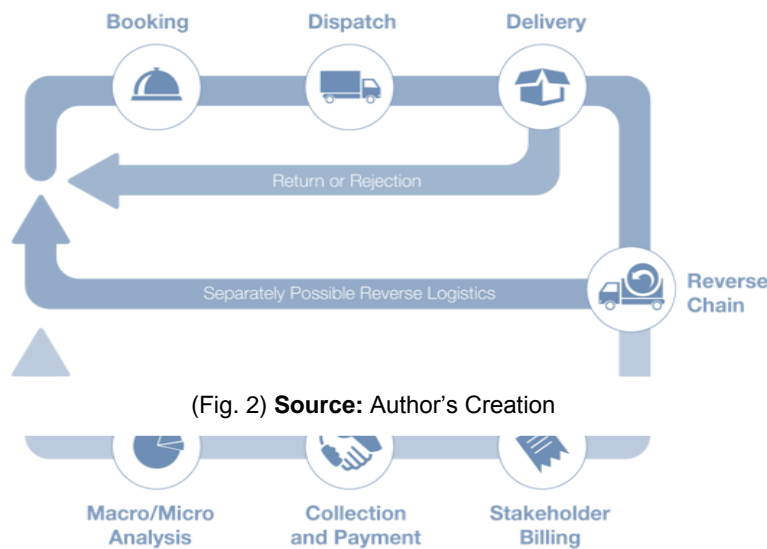 Booking
Dispatch
Delivery
Return or Rejection
Separately Possible Reverse Logistics
Reverse
Chain
(Fig. 2) Source: Author's Creation
Macro/Micro
Analysis
Collection
and Payment
Stakeholder
Billing